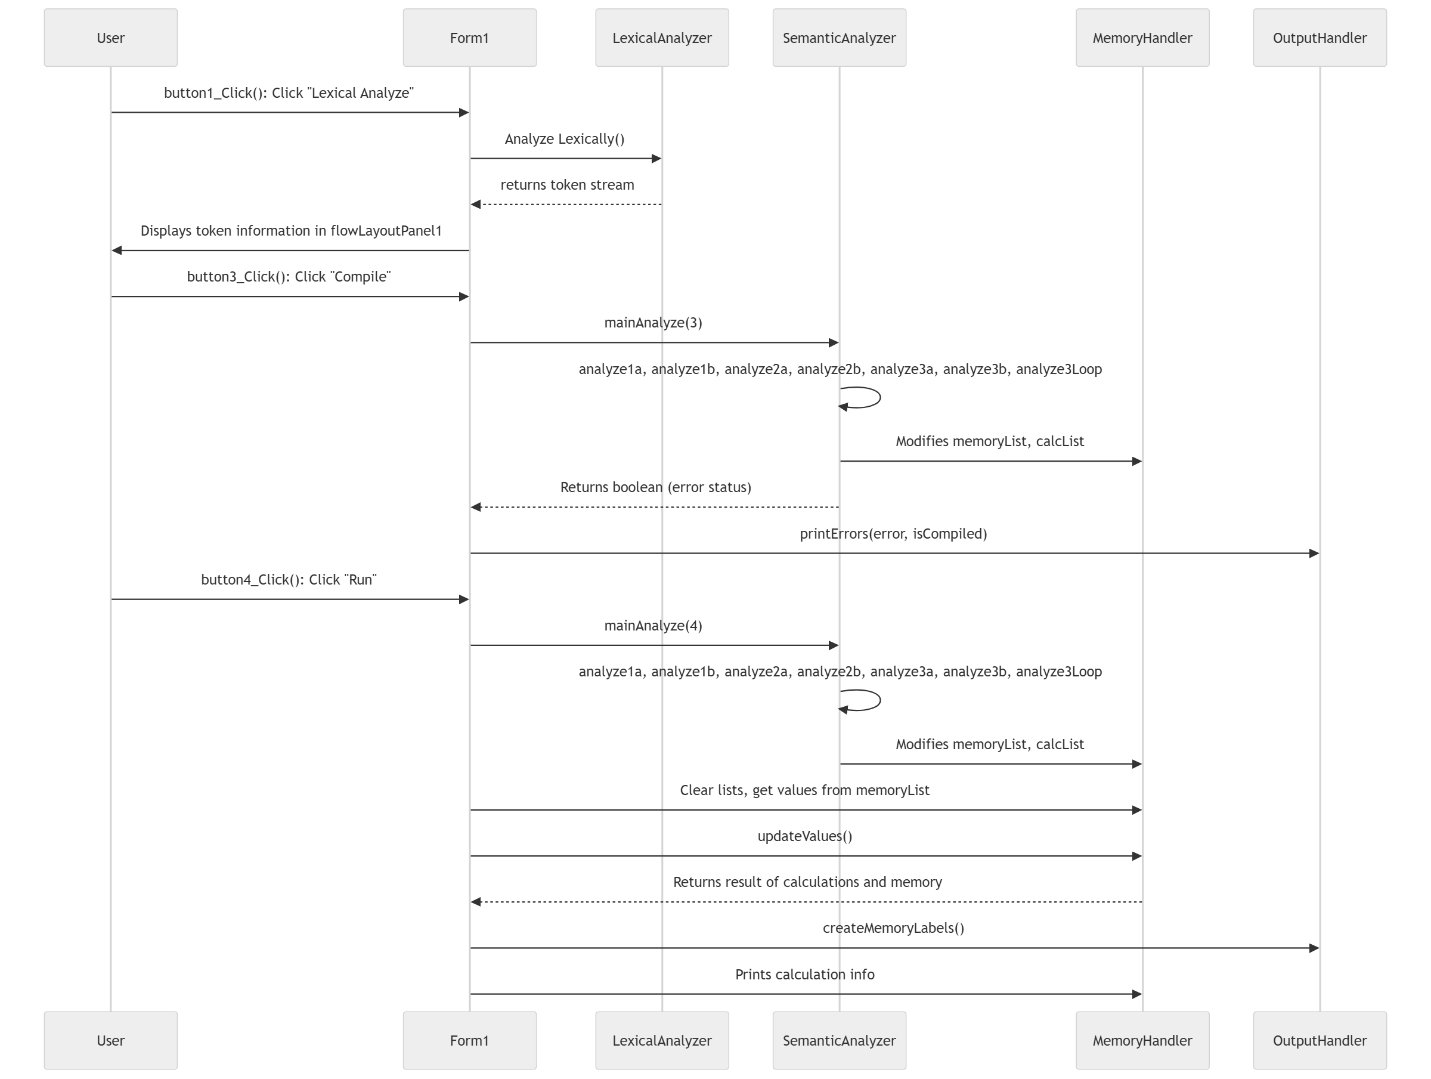 User
Form1
LexicalAnalyzer
SemanticAnalyzer
MemoryHandler
OutputHandler
button1_Click(): Click "Lexical Analyze"
Analyze Lexically()
returns token stream
Displays token information in flowLayoutPanel1
button3_Click(): Click "Compile"
mainAnalyze(3)
analyze1a, analyze1b, analyze2a, analyze2b, analyze3a, analyze3b, analyze3Loop
Modifies memoryList, calcList
Returns boolean (error status)
printErrors(error, isCompiled)
button4_Click(): Click "Run"
mainAnalyze(4)
analyze1a, analyze1b, analyze2a, analyze2b, analyze3a, analyze3b, analyze3Loop
Modifies memoryList, calcList
Clear lists, get values from memoryList
updateValues()
Returns result of calculations and memory
createMemoryLabels()
Prints calculation info
User
Form1
LexicalAnalyzer
SemanticAnalyzer
MemoryHandler
OutputHandler